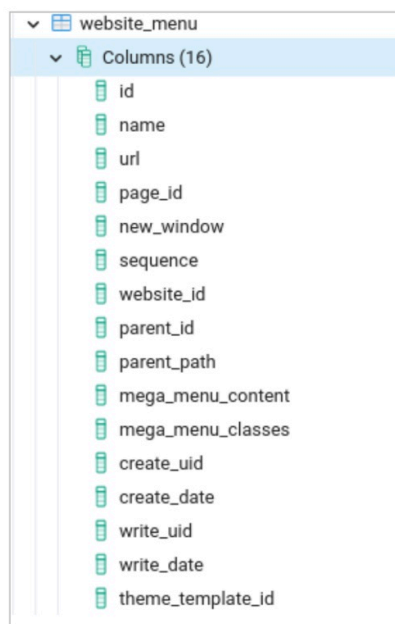 website_menu
Columns (16)
id
name
url
page_id
new_window
sequence
website_id
parent_id
parent_path
mega_menu_content
mega_menu_classes
create_uid
create_date
write_uid
write_date
theme_template_id